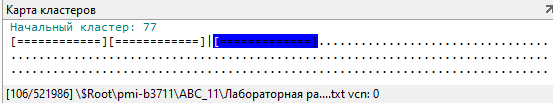 Карта кластеров
Начальный кластер: 77
[============][============]|[============].................................
..............................................................................
..............................................................................
[106/521986] \$Root\pmi-b3711\ABC_11\Лабораторная ра....txt vcn: 0